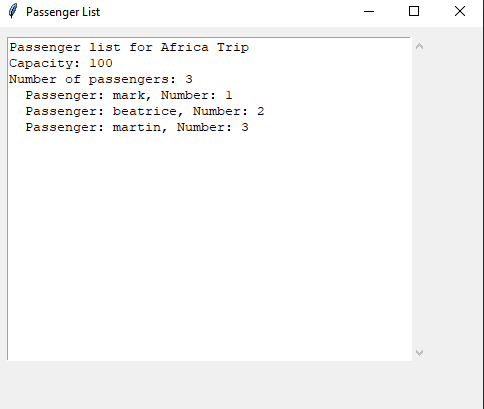 Passenger List
Passenger list for Africa Trip
Capacity: 100
Number of passengers: 3
  Passenger: mark, Number: 1
  Passenger: beatrice, Number: 2
  Passenger: martin, Number: 3